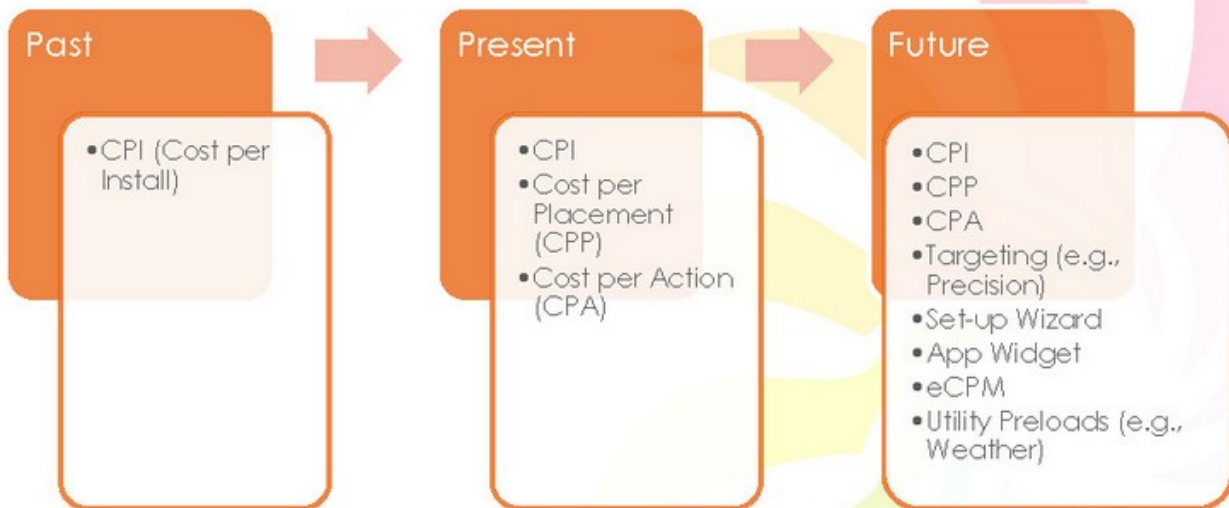 Past
•CPI (Cost per
Install)
Present
•CPI
•Cost per
Placement
(CPP)
•Cost per Action
(CPA)
Future
•CPI
•CPP
•CPA
•Targeting (e.g.,
Precision)
•Set-up Wizard
•App Widget
•eCPM
•Utility Preloads (e.g.,
Weather)